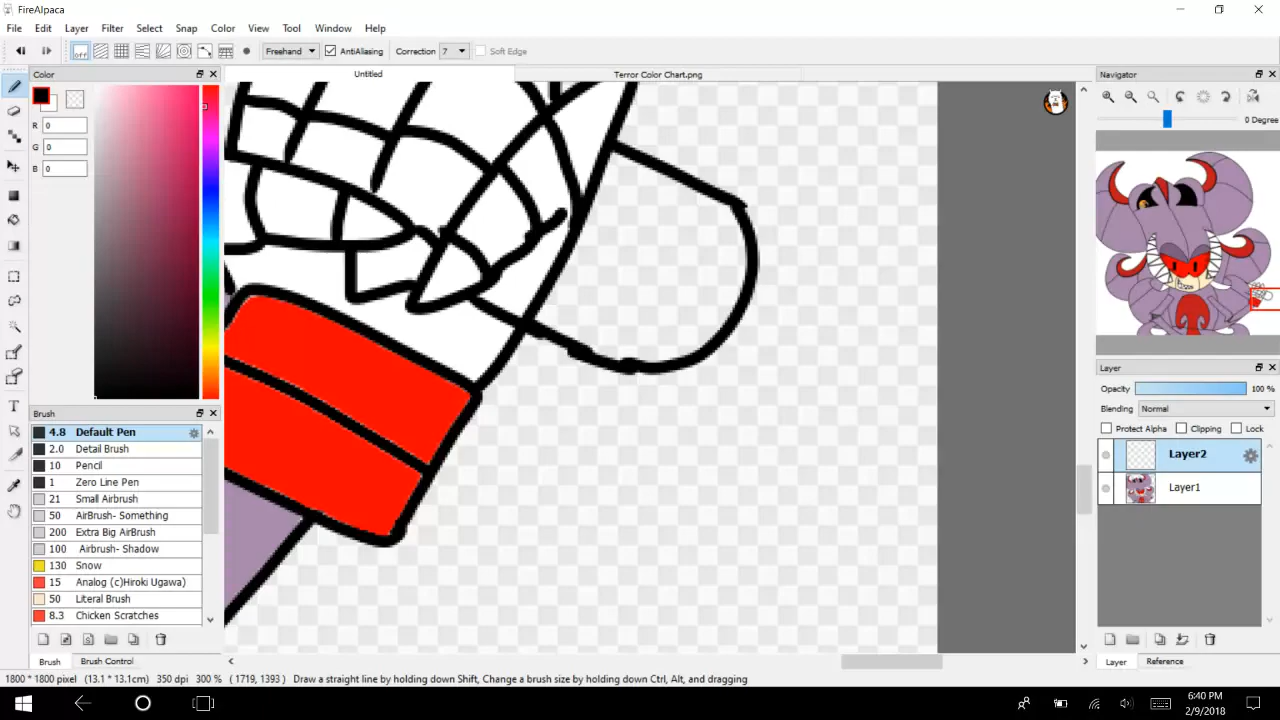 FireAlpaca
File Edit Layer Filter Select Snap Color View Tool Window Help
off Freehand AntiAliasing Correction 7 Soft Edge
Color Untitled Terror Color Chart.png Navigator
R 0
G 0
B 0
0 Degree
Layer
Opacity 100 %
Blending Normal
Protect Alpha Clipping Lock
Layer2
Layer1
Brush
4.8 Default Pen
2.0 Detail Brush
10 Pencil
1 Zero Line Pen
21 Small Airbrush
50 AirBrush- Something
200 Extra Big AirBrush
100 Airbrush- Shadow
130 Snow
15 Analog (c)Hiroki Ugawa)
50 Literal Brush
8.3 Chicken Scratches
Brush Brush Control Layer Reference
1800 * 1800 pixel (13.1 * 13.1cm) 350 dpi 300 % ( 1719, 1393 ) Draw a straight line by holding down Shift, Change a brush size by holding down Ctrl, Alt, and dragging
6:40 PM
2/9/2018